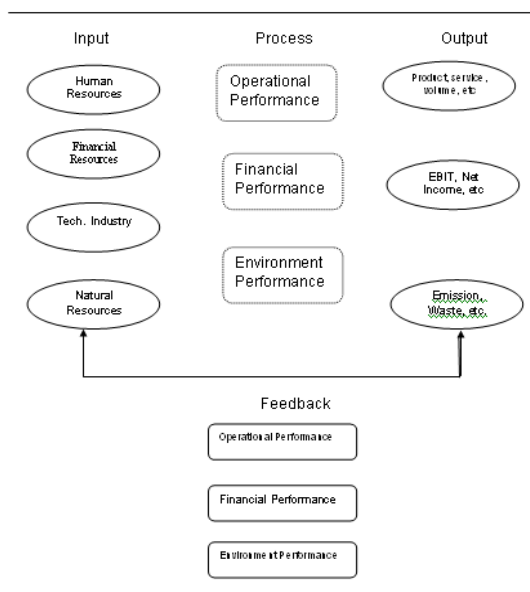 Input
Process
Output
Human
Resources
Operational
Performance
Product, service,
volume, etc
Financial
Resources
Financial
Performance
EBIT, Net
Income, etc
Tech. Industry
Environment
Performance
Natural
Resources
Emission,
Waste, etc.
Feedback
Operational Performance
Financial Performance
Environment Performance